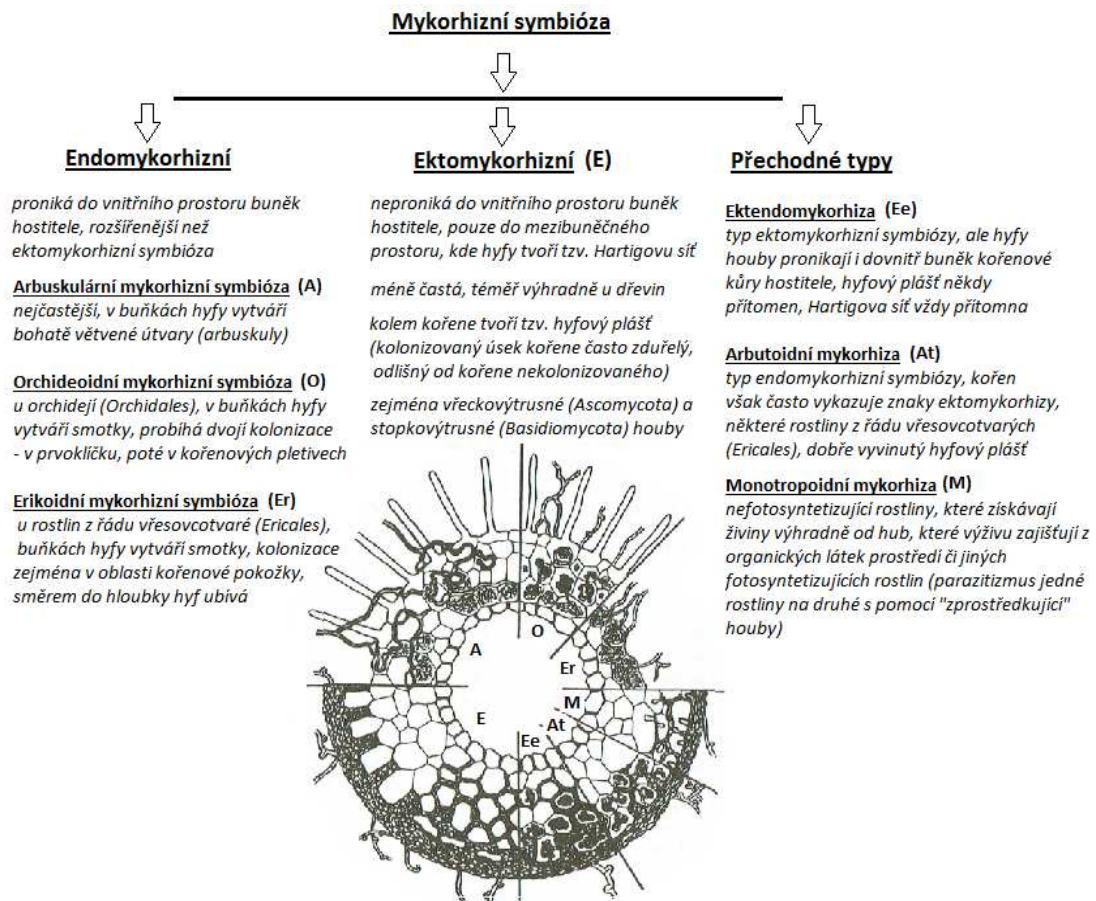 Mykorhizní symbióza
Endomykorhizní
proniká do vnitřního prostoru buněk
hostitele, rozšířenější než
ektomykorhizní symbióza
Arbuskulární mykorhizní symbióza (A)
nejčastější, v buňkách hyfy vytváří
bohatě větvené útvary (arbuskuly)
Orchideoidní mykorhizní symbióza (O)
u orchidejí (Orchidales), v buňkách hyfy
vytváří smotky, probíhá dvojí kolonizace
- v prvoklíčku, poté v kořenových pletivech
Erikoidní mykorhizní symbióza (Er)
u rostlin z řádu vřesovcotvaré (Ericales),
buňkách hyfy vytváří smotky, kolonizace
zejména v oblasti kořenové pokožky,
směrem do hloubky hyf ubívá
Ektomykorhizní (E)
neproniká do vnitřního prostoru buněk
hostitele, pouze do mezibuněčného
prostoru, kde hyfy tvoří tzv. Hartigovu síť
méně častá, téměř výhradně u dřevin
kolem kořene tvoří tzv. hyfový plášť
(kolonizovaný úsek kořene často zduřelý,
odlišný od kořene nekolonizovaného)
zejména vřeckovýtrusné (Ascomycota) a
stopkovýtrusné (Basidiomycota) houby
Přechodné typy
Ektendomykorhiza (Ee)
typ ektomykorhizní symbiózy, ale hyfy
houby pronikají i dovnitř buněk kořenové
kůry hostitele, hyfový plášť někdy
přítomen, Hartigova síť vždy přítomna
Arbutoidní mykorhiza (At)
typ endomykorhizní symbiózy, kořen
však často vykazuje znaky ektomykorhizy,
některé rostliny z řádu vřesovcotvarých
(Ericales), dobře vyvinutý hyfový plášť
Monotropoidní mykorhiza (M)
nefotosyntetizující rostliny, které získávají
živiny výhradně od hub, které výživu zajišťují z
organických látek prostředí či jiných
fotosyntetizujících rostlin (parazitizmus jedné
rostliny na druhé s pomocí "zprostředkující"
houby)
O
A
Er
M
E
At
Ee